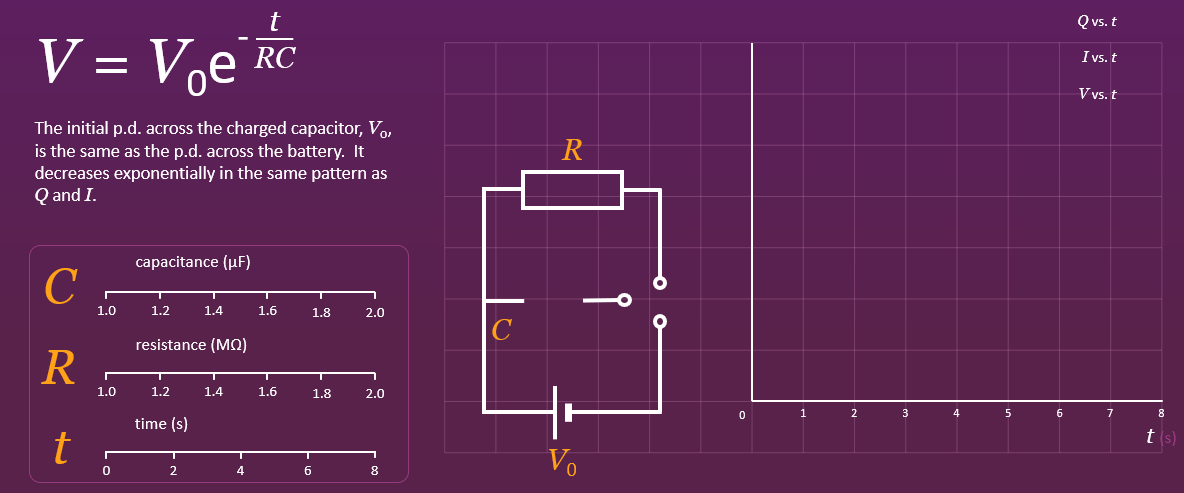 V = V₀e^-t/RC
The initial p.d. across the charged capacitor, V₀,
is the same as the p.d. across the battery. It
decreases exponentially in the same pattern as
Q and I.
C
capacitance (μF)
1.0 1.2 1.4 1.6 1.8 2.0
R
resistance (MΩ)
1.0 1.2 1.4 1.6 1.8 2.0
t
time (s)
0 2 4 6 8
R
C
V₀
Q vs. t
I vs. t
V vs. t
0 1 2 3 4 5 6 7 8
t (s)